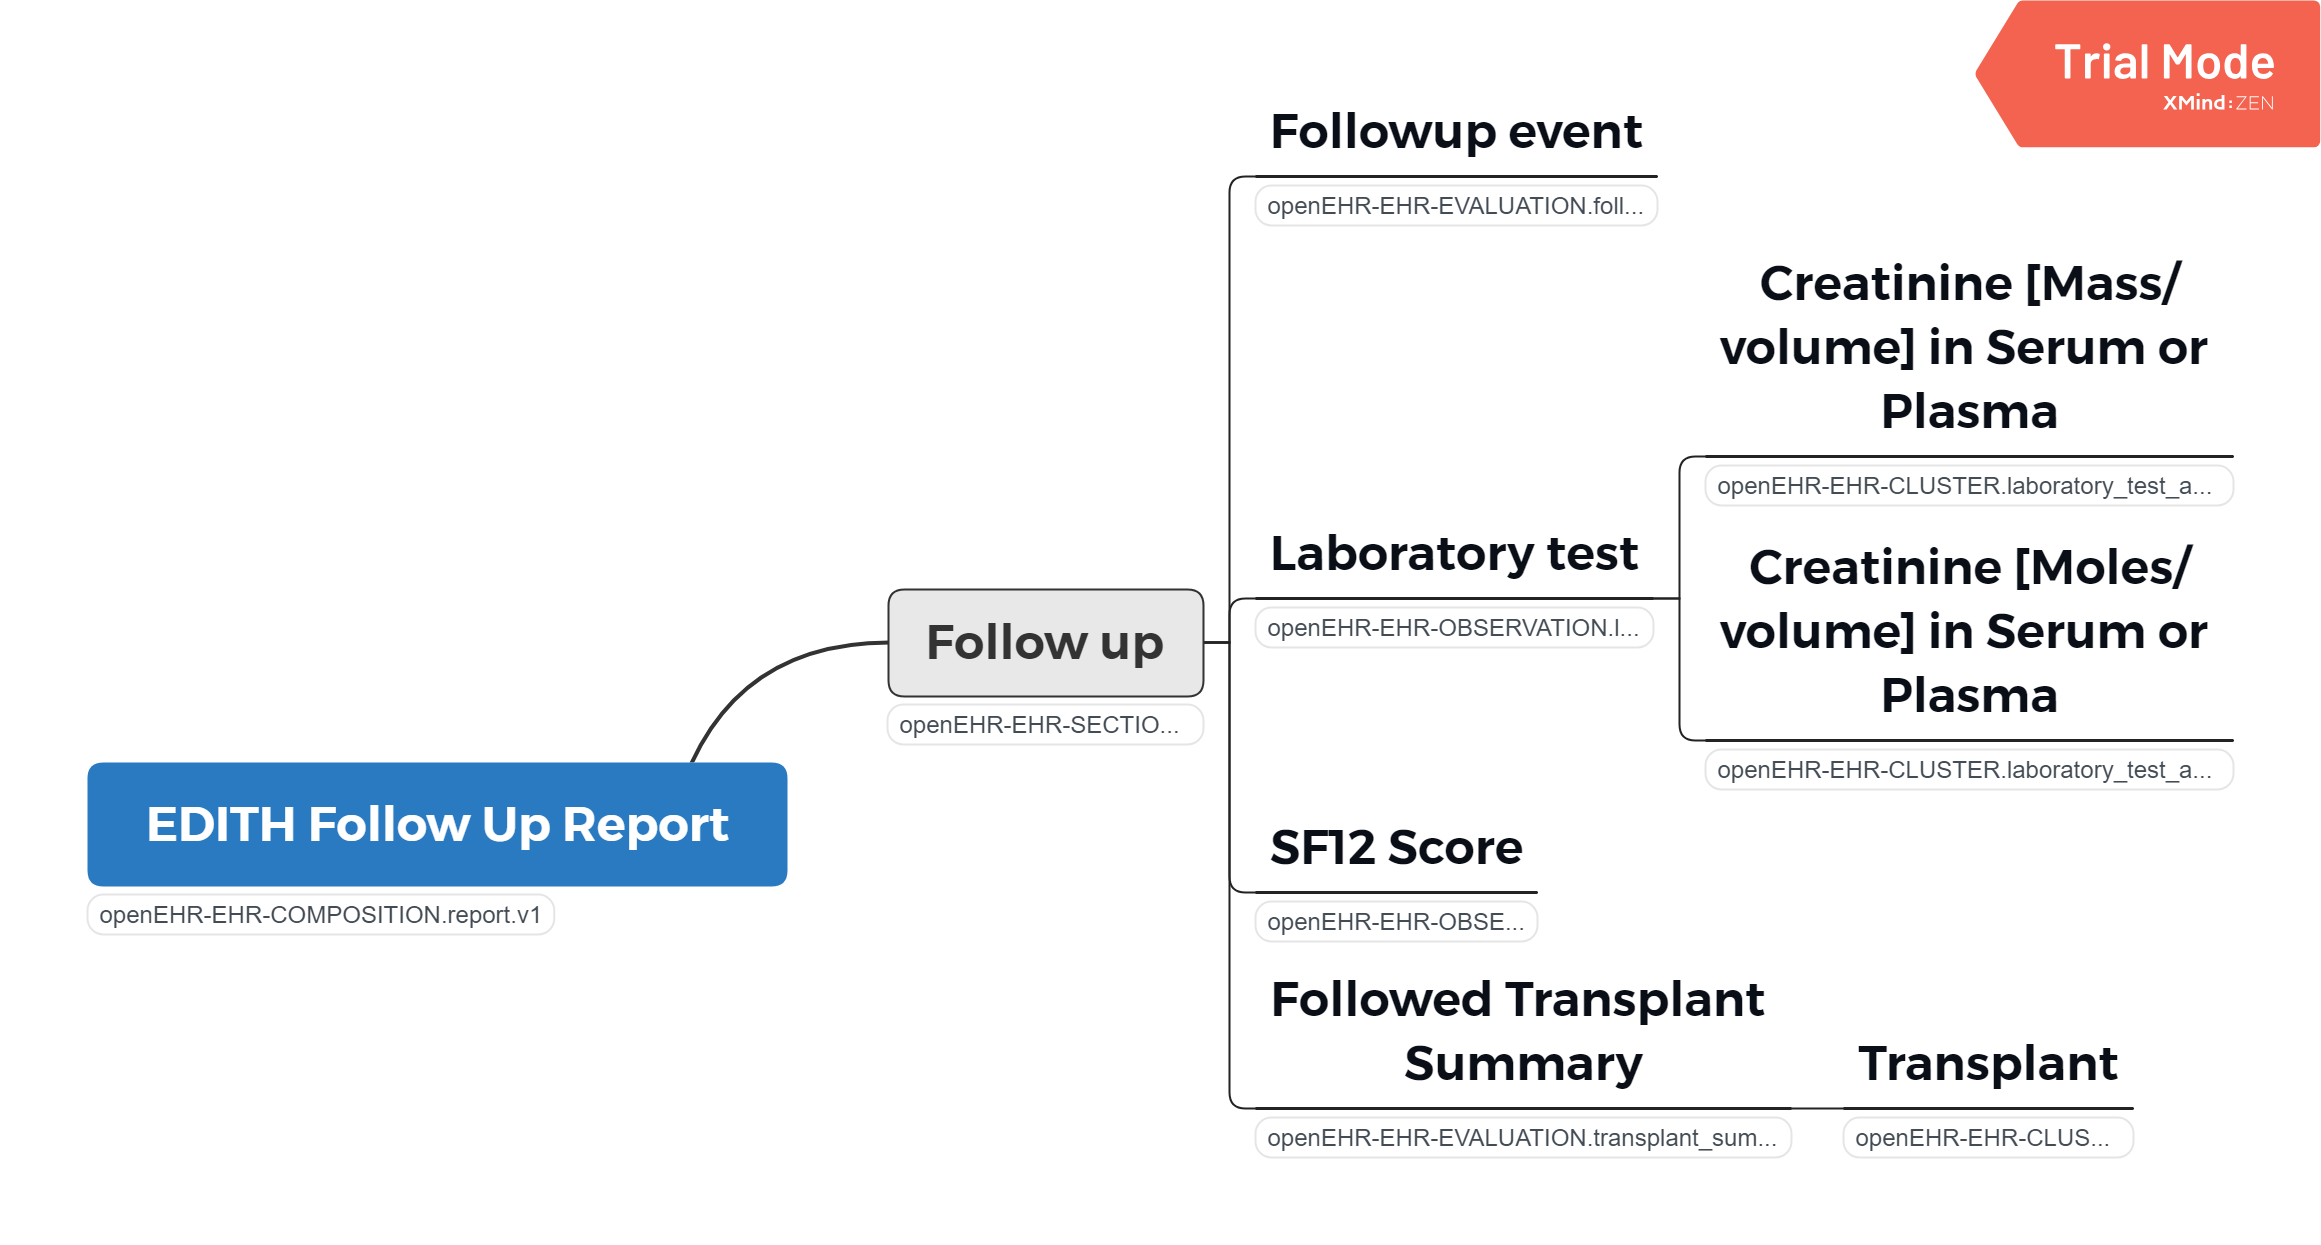 Trial Mode
XMind:ZEN
Followup event
openEHR-EHR-EVALUATION.foll...
Creatinine [Mass/
volume] in Serum or
Plasma
openEHR-EHR-CLUSTER.laboratory_test_a...
Laboratory test
openEHR-EHR-OBSERVATION.l...
Creatinine [Moles/
volume] in Serum or
Plasma
openEHR-EHR-CLUSTER.laboratory_test_a...
Follow up
openEHR-EHR-SECTIO...
EDITH Follow Up Report
openEHR-EHR-COMPOSITION.report.v1
SF12 Score
openEHR-EHR-OBSE...
Followed Transplant
Summary
openEHR-EHR-EVALUATION.transplant_sum...
Transplant
openEHR-EHR-CLUS...